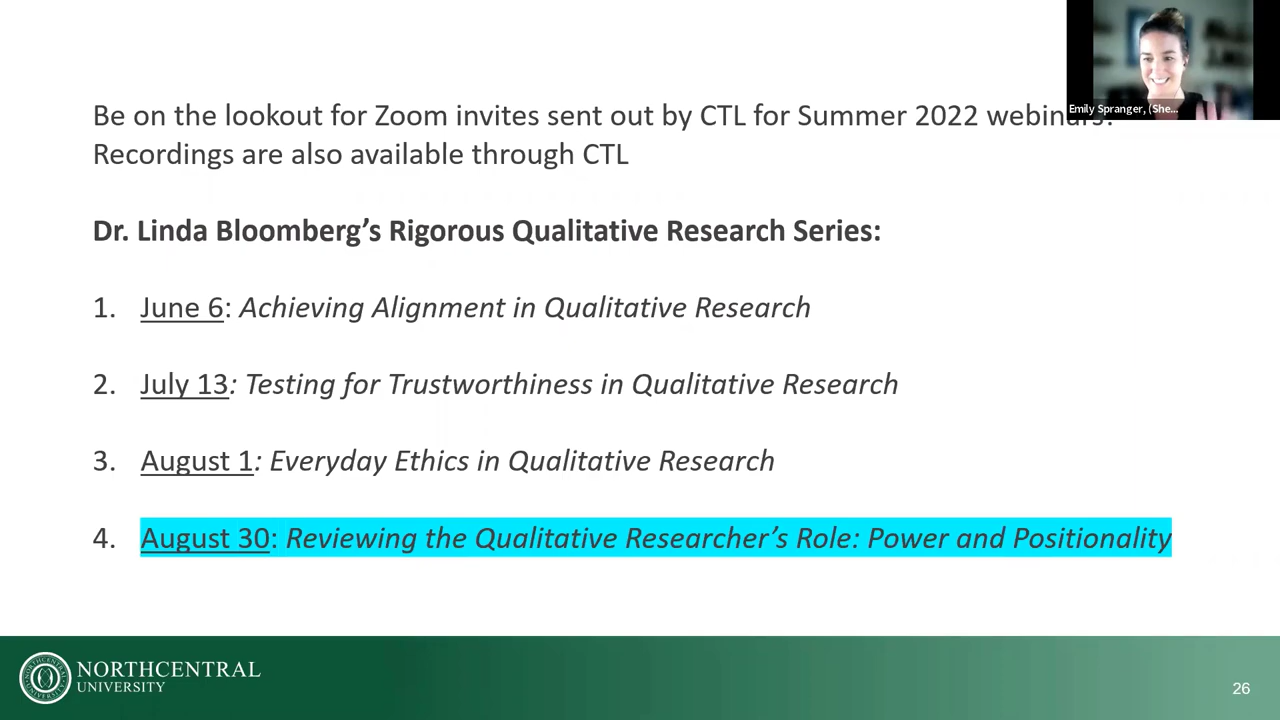 Be on the lookout for Zoom invites sent out by CTL for Summer 2022 webinars!
Emily Spranger, (She...
Recordings are also available through CTL
Dr. Linda Bloomberg’s Rigorous Qualitative Research Series:
1. June 6: Achieving Alignment in Qualitative Research
2. July 13: Testing for Trustworthiness in Qualitative Research
3. August 1: Everyday Ethics in Qualitative Research
4. August 30: Reviewing the Qualitative Researcher’s Role: Power and Positionality
NORTHCENTRAL
UNIVERSITY
26